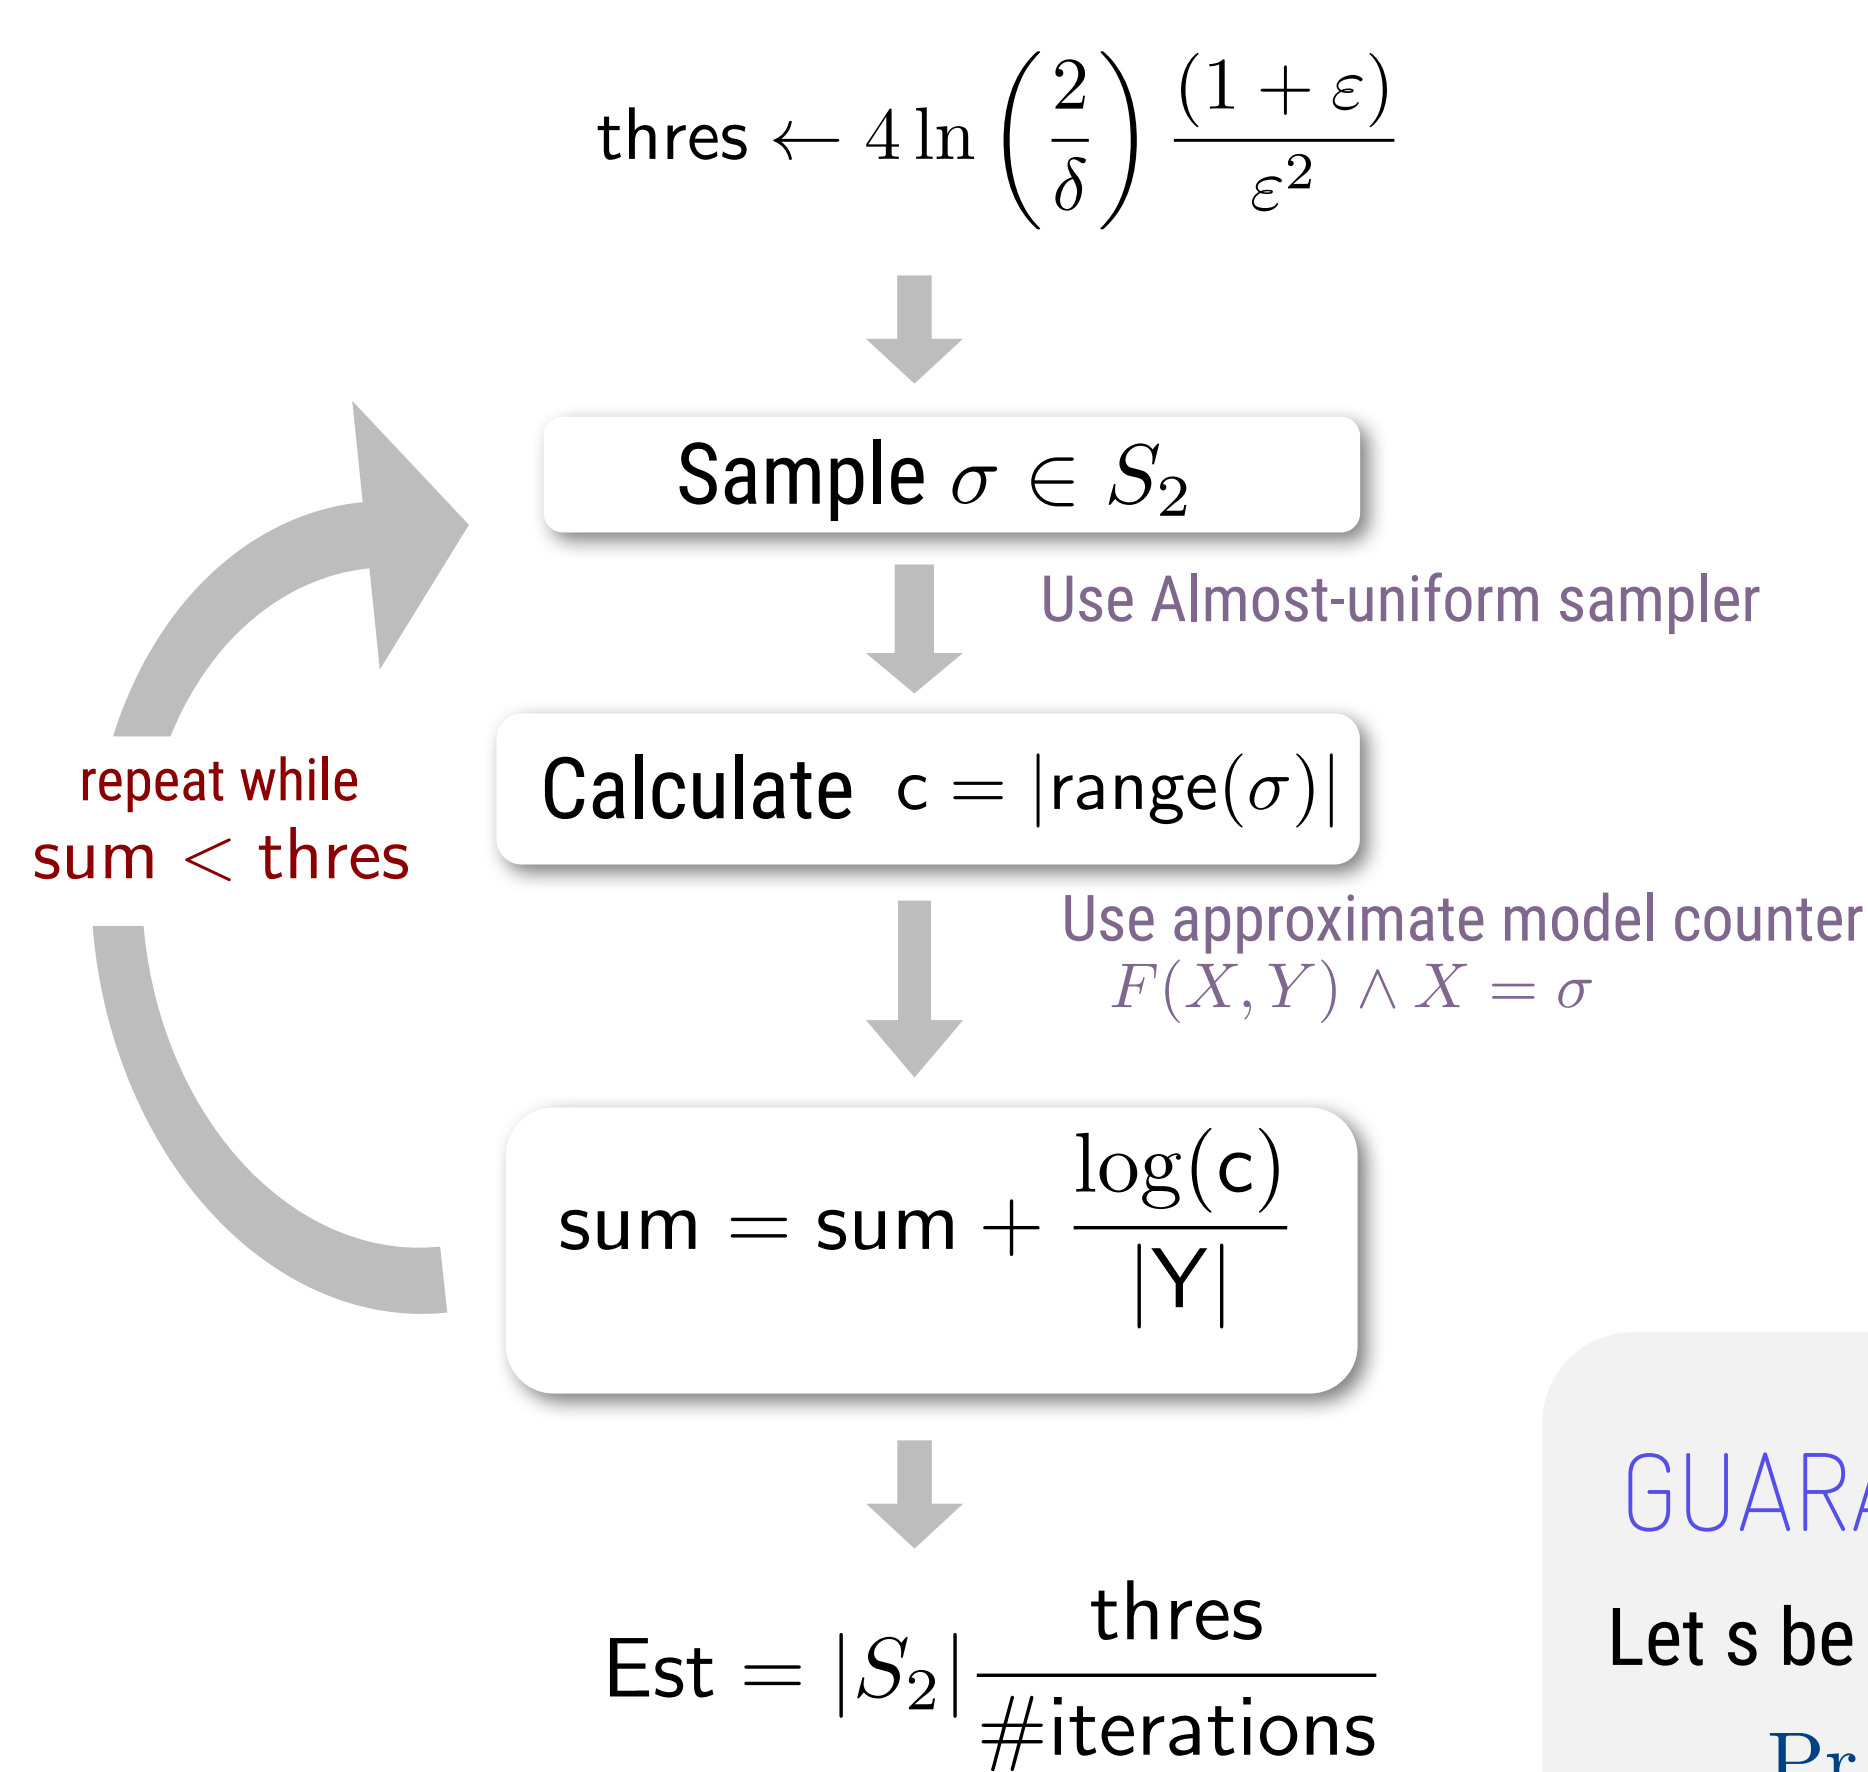 thres ← 4 ln (2/δ) (1 + ε)/ε²
Sample σ ∈ S₂
Use Almost-uniform sampler
Calculate c = |range(σ)|
repeat while
sum < thres
Use approximate model counter
F(X, Y) ∧ X = σ
sum = sum + log(c)/|Y|
Est = |S₂| thres/#iterations
Let s be
Pr